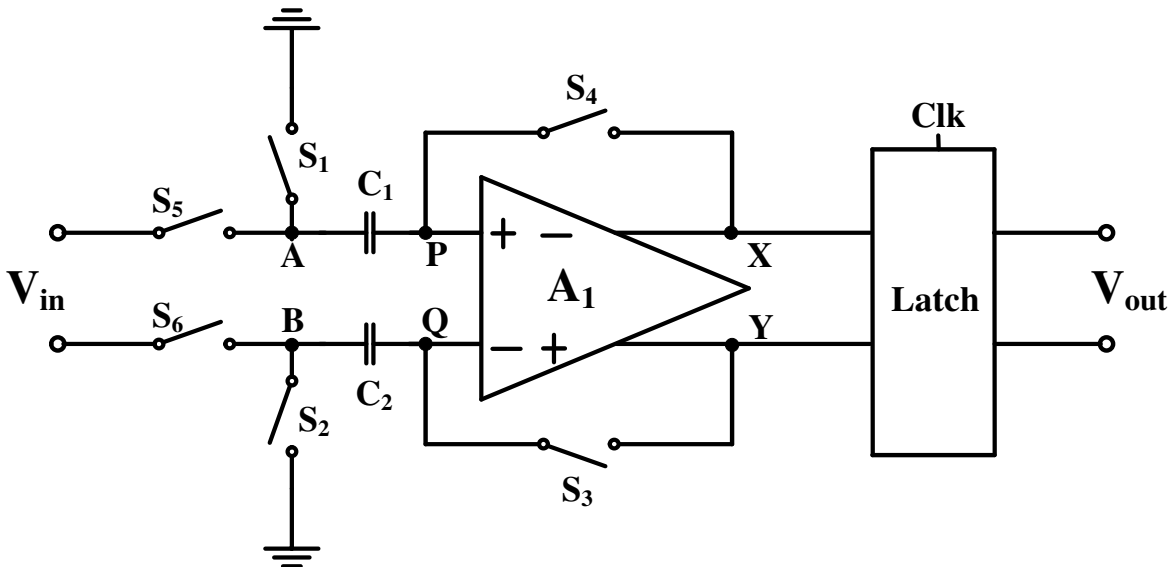 S4
Clk
S1
C1
S5
A
P
+ −
X
Vin
A1
Latch
Vout
S6
B
Q
− +
Y
C2
S2
S3